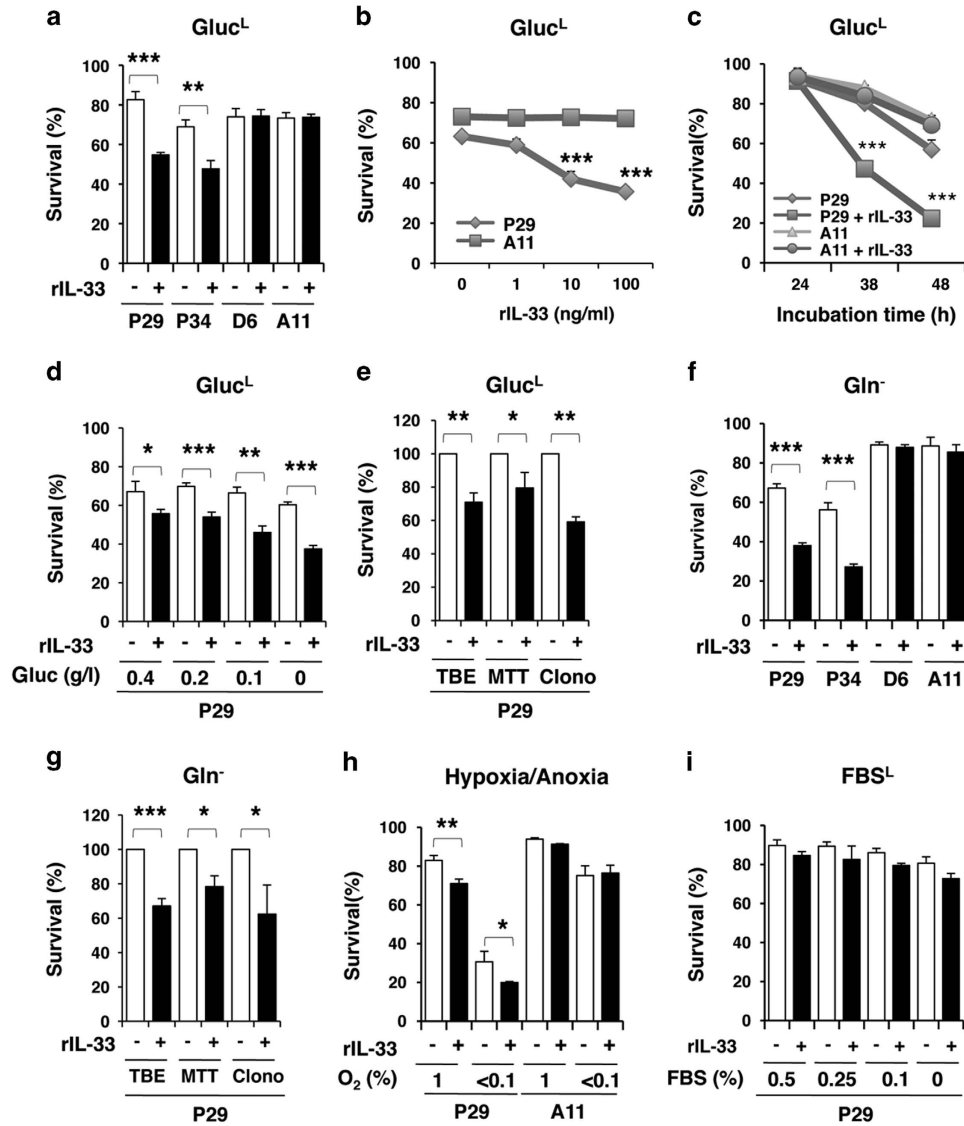 a
Gluc^L
Survival (%)
100
80
60
40
20
0
***
**
rIL-33 - + - + - + - +
P29 P34 D6 A11
b
Gluc^L
Survival (%)
100
80
60
40
20
0
***
***
P29
A11
0 1 10 100
rIL-33 (ng/ml)
c
Gluc^L
Survival(%)
100
80
60
40
20
0
***
***
P29
P29 + rIL-33
A11
A11 + rIL-33
24 38 48
Incubation time (h)
d
Gluc^L
Survival (%)
100
80
60
40
20
0
* *** ** ***
rIL-33 - + - + - + - +
Gluc (g/l) 0.4 0.2 0.1 0
P29
e
Gluc^L
Survival (%)
120
100
80
60
40
20
0
** * **
rIL-33 - + - + - +
TBE MTT Clono
P29
f
Gln^-
Survival (%)
100
80
60
40
20
0
***
***
rIL-33 - + - + - + - +
P29 P34 D6 A11
g
Gln^-
Survival (%)
120
100
80
60
40
20
0
*** * *
rIL-33 - + - + - +
TBE MTT Clono
P29
h
Hypoxia/Anoxia
Survival(%)
100
80
60
40
20
0
**
*
rIL-33 - + - + - + - +
O₂ (%) 1 <0.1 1 <0.1
P29 A11
i
FBS^L
Survival (%)
100
80
60
40
20
0
rIL-33 - + - + - + - +
FBS (%) 0.5 0.25 0.1 0
P29